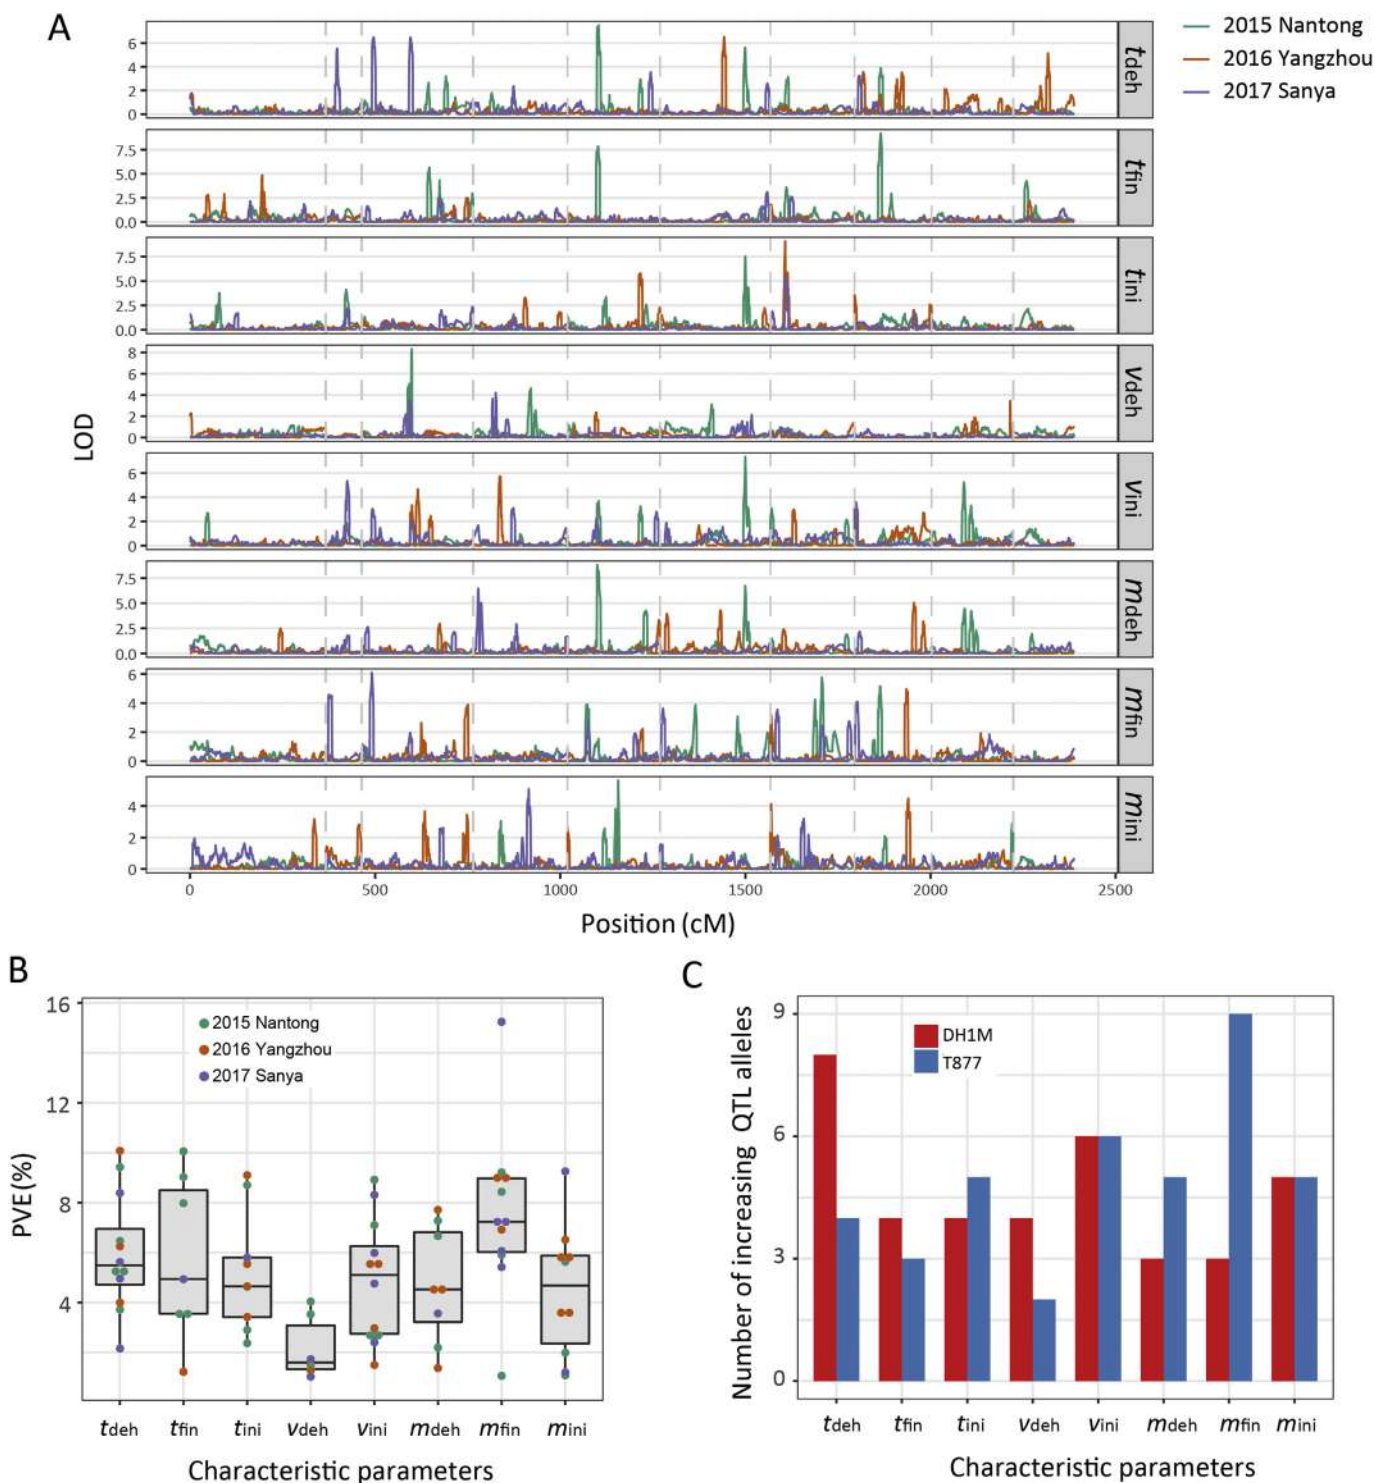 A
2015 Nantong
2016 Yangzhou
2017 Sanya
6
4
2
0
tdeh
7.5
5.0
2.5
0.0
tfin
7.5
5.0
2.5
0.0
tini
8
6
4
2
0
vdeh
LOD
6
4
2
0
vini
7.5
5.0
2.5
0.0
mdeh
6
4
2
0
mfin
4
2
0
mini
0 500 1000 1500 2000 2500
Position (cM)
B
16
12
8
4
PVE(%)
2015 Nantong
2016 Yangzhou
2017 Sanya
tdeh tfin tini vdeh vini mdeh mfin mini
Characteristic parameters
C
9
6
3
0
Number of increasing QTL alleles
DH1M
T877
tdeh tfin tini vdeh vini mdeh mfin mini
Characteristic parameters